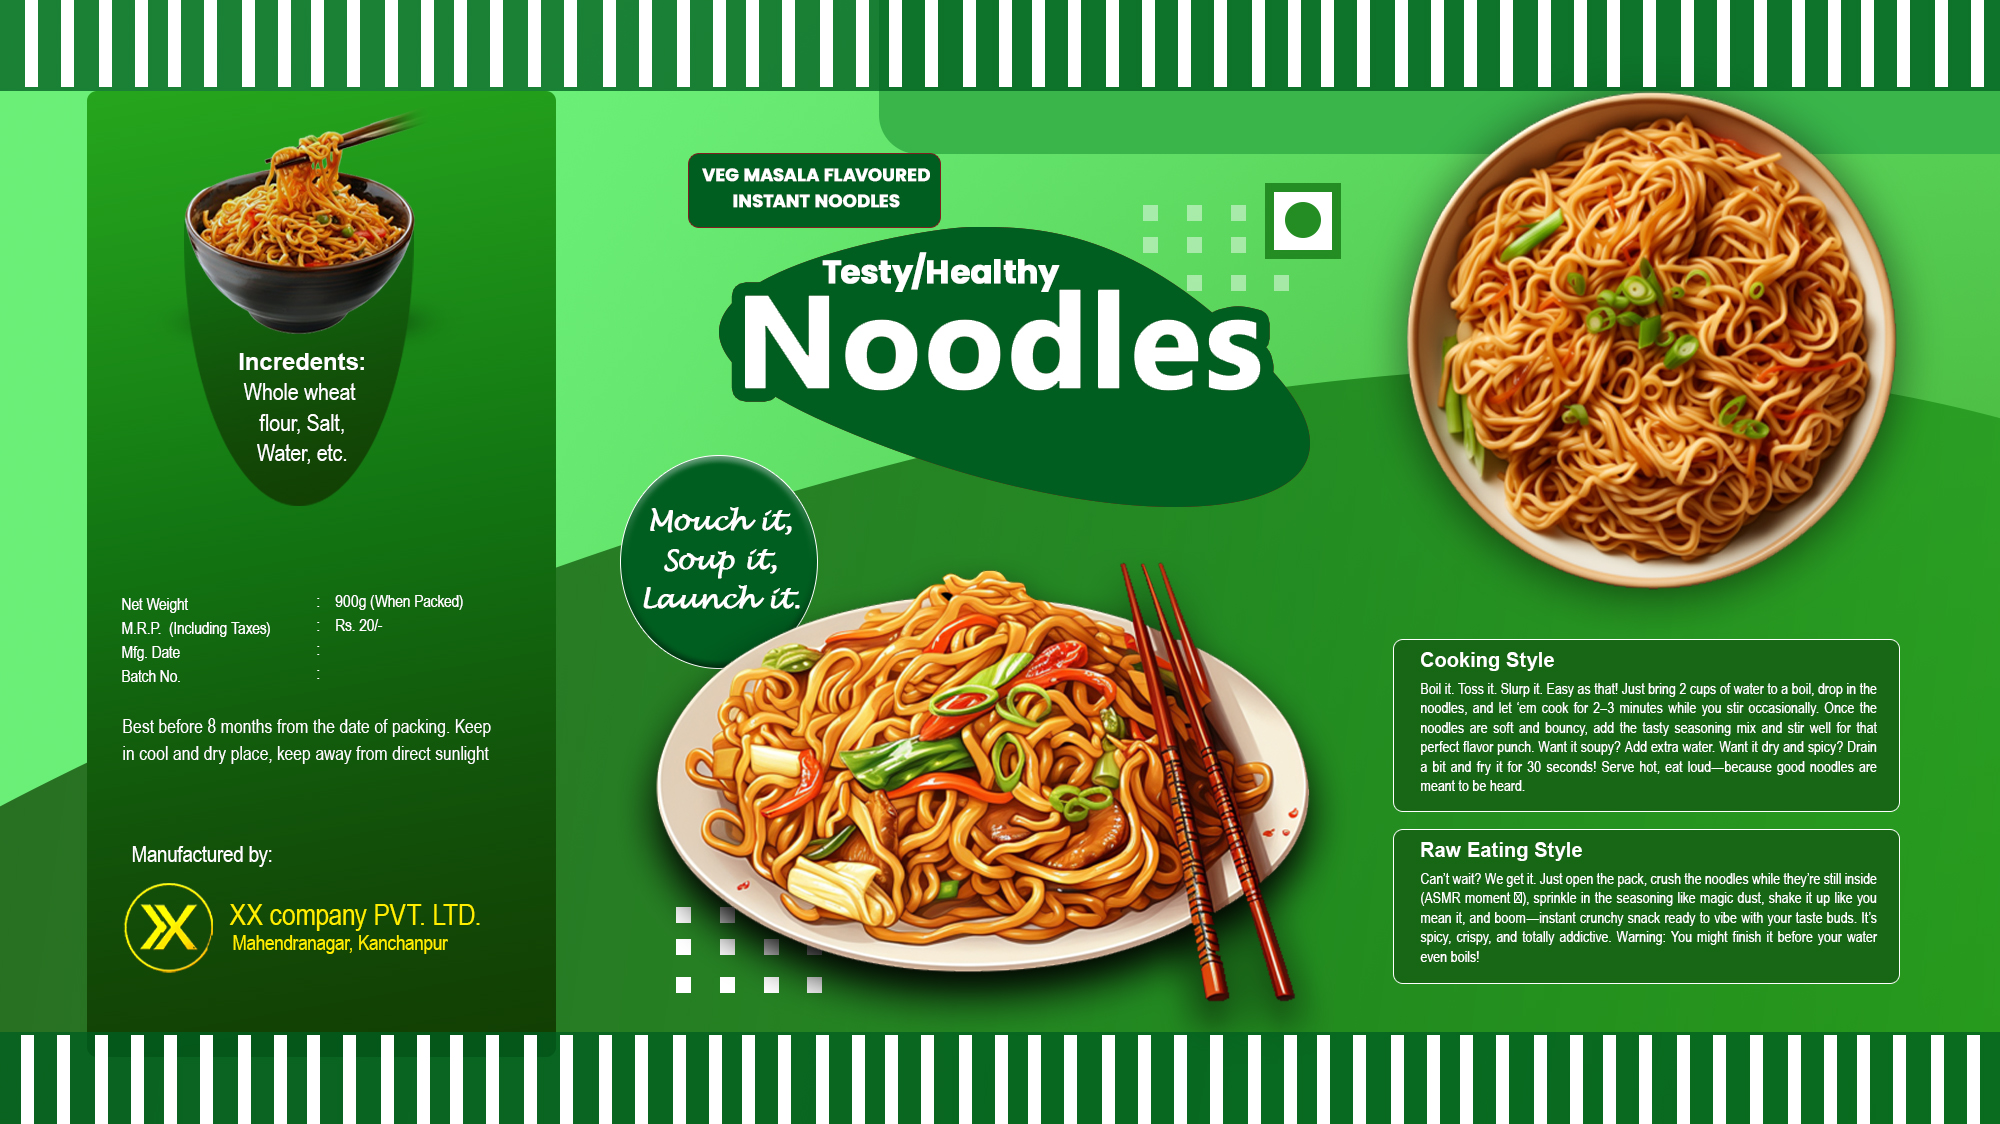 VEG MASALA FLAVOURED
INSTANT NOODLES
Testy/Healthy
Noodles
Mouch it,
Soup it,
Launch it.
Incredents:
Whole wheat
flour, Salt,
Water, etc.
Net Weight : 900g (When Packed)
M.R.P. (Including Taxes) : Rs. 20/-
Mfg. Date :
Batch No. :
Best before 8 months from the date of packing. Keep
in cool and dry place, keep away from direct sunlight
Manufactured by:
XX company PVT. LTD.
Mahendranagar, Kanchanpur
Cooking Style
Boil it. Toss it. Slurp it. Easy as that! Just bring 2 cups of water to a boil, drop in the
noodles, and let ‘em cook for 2–3 minutes while you stir occasionally. Once the
noodles are soft and bouncy, add the tasty seasoning mix and stir well for that
perfect flavor punch. Want it soupy? Add extra water. Want it dry and spicy? Drain
a bit and fry it for 30 seconds! Serve hot, eat loud—because good noodles are
meant to be heard.
Raw Eating Style
Can’t wait? We get it. Just open the pack, crush the noodles while they’re still inside
(ASMR moment ☒), sprinkle in the seasoning like magic dust, shake it up like you
mean it, and boom—instant crunchy snack ready to vibe with your taste buds. It’s
spicy, crispy, and totally addictive. Warning: You might finish it before your water
even boils!